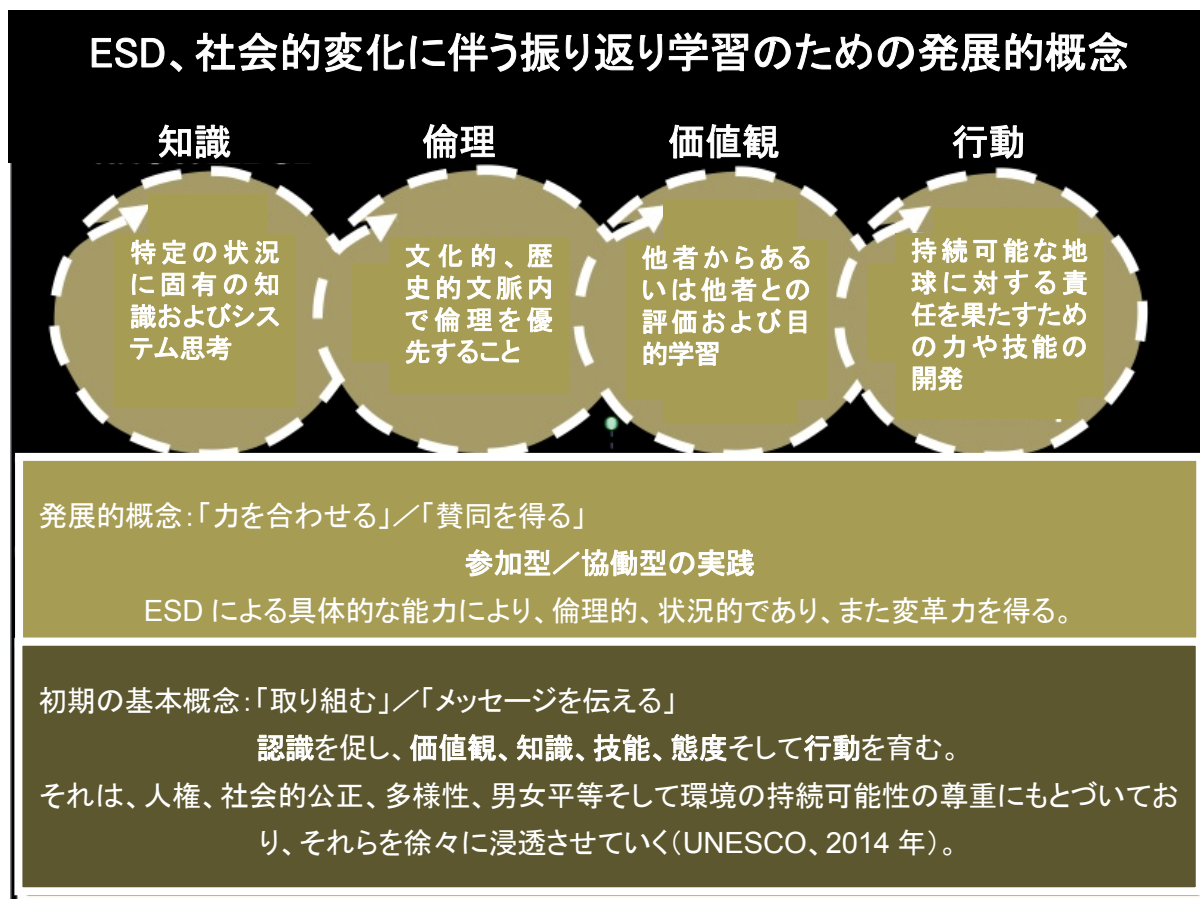 ESD、社会的変化に伴う振り返り学習のための発展的概念
知識
倫理
価値観
行動
特定の状況
に固有の知
識およびシス
テム思考
文化的、歴
史的文脈内
で倫理を優
先すること
他者からある
いは他者との
評価および目
的学習
持続可能な地
球に対する責
任を果たすため
の力や技能の
開発
発展的概念：「力を合わせる」／「賛同を得る」
参加型／協働型の実践
ESD による具体的な能力により、倫理的、状況的であり、また変革力を得る。
初期の基本概念：「取り組む」／「メッセージを伝える」
認識を促し、価値観、知識、技能、態度そして行動を育む。
それは、人権、社会的公正、多様性、男女平等そして環境の持続可能性の尊重にもとづいてお
り、それらを徐々に浸透させていく（UNESCO、2014 年）。